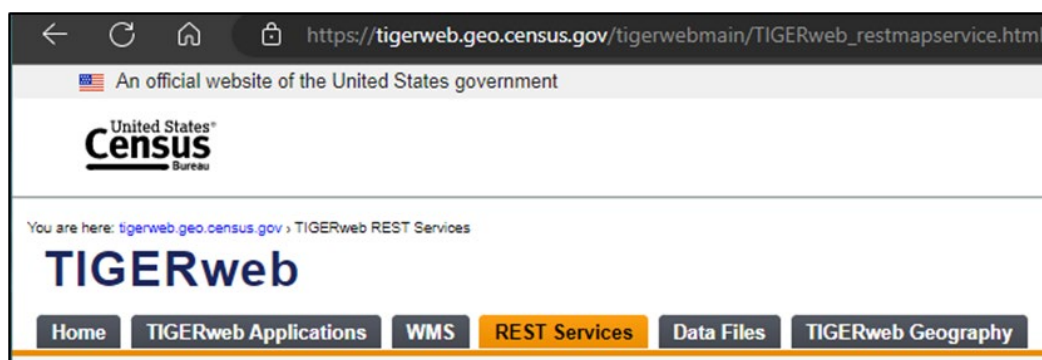 https://tigerweb.geo.census.gov/tigerwebmain/TIGERweb_restmapservice.html
An official website of the United States government
United States®
Census
Bureau
You are here: tigerweb.geo.census.gov › TIGERweb REST Services
TIGERweb
Home TIGERweb Applications WMS REST Services Data Files TIGERweb Geography